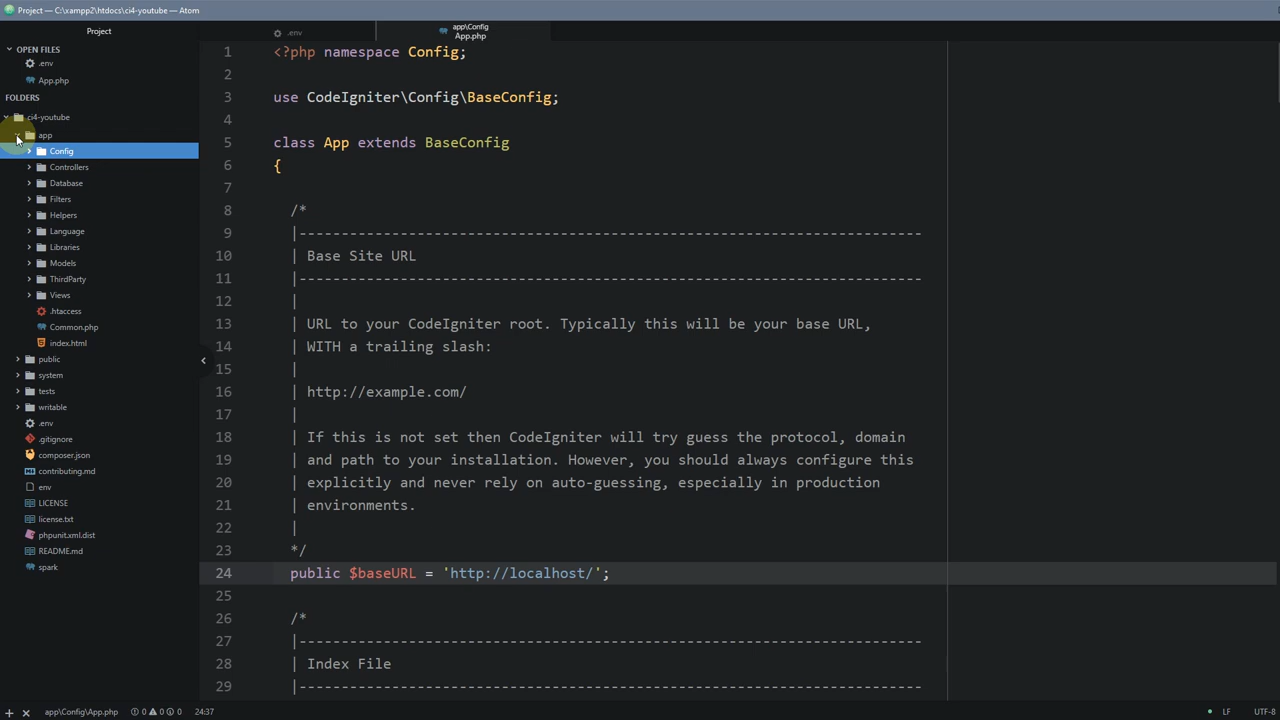 Project — C:\xampp2\htdocs\ci4-youtube — Atom
Project
OPEN FILES
.env
App.php
FOLDERS
ci4-youtube
app
Config
Controllers
Database
Filters
Helpers
Language
Libraries
Models
ThirdParty
Views
.htaccess
Common.php
index.html
public
system
tests
writable
.env
.gitignore
composer.json
contributing.md
env
LICENSE
license.txt
phpunit.xml.dist
README.md
spark
.env
app\Config
App.php
1 <?php namespace Config;
2
3 use CodeIgniter\Config\BaseConfig;
4
5 class App extends BaseConfig
6 {
7
8 /*
9 |--------------------------------------------------------------------------
10 | Base Site URL
11 |--------------------------------------------------------------------------
12 |
13 | URL to your CodeIgniter root. Typically this will be your base URL,
14 | WITH a trailing slash:
15 |
16 | http://example.com/
17 |
18 | If this is not set then CodeIgniter will try guess the protocol, domain
19 | and path to your installation. However, you should always configure this
20 | explicitly and never rely on auto-guessing, especially in production
21 | environments.
22 |
23 */
24 public $baseURL = 'http://localhost/';
25
26 /*
27 |--------------------------------------------------------------------------
28 | Index File
29 |--------------------------------------------------------------------------
app\Config\App.php 0 0 0 24:37 LF UTF-8